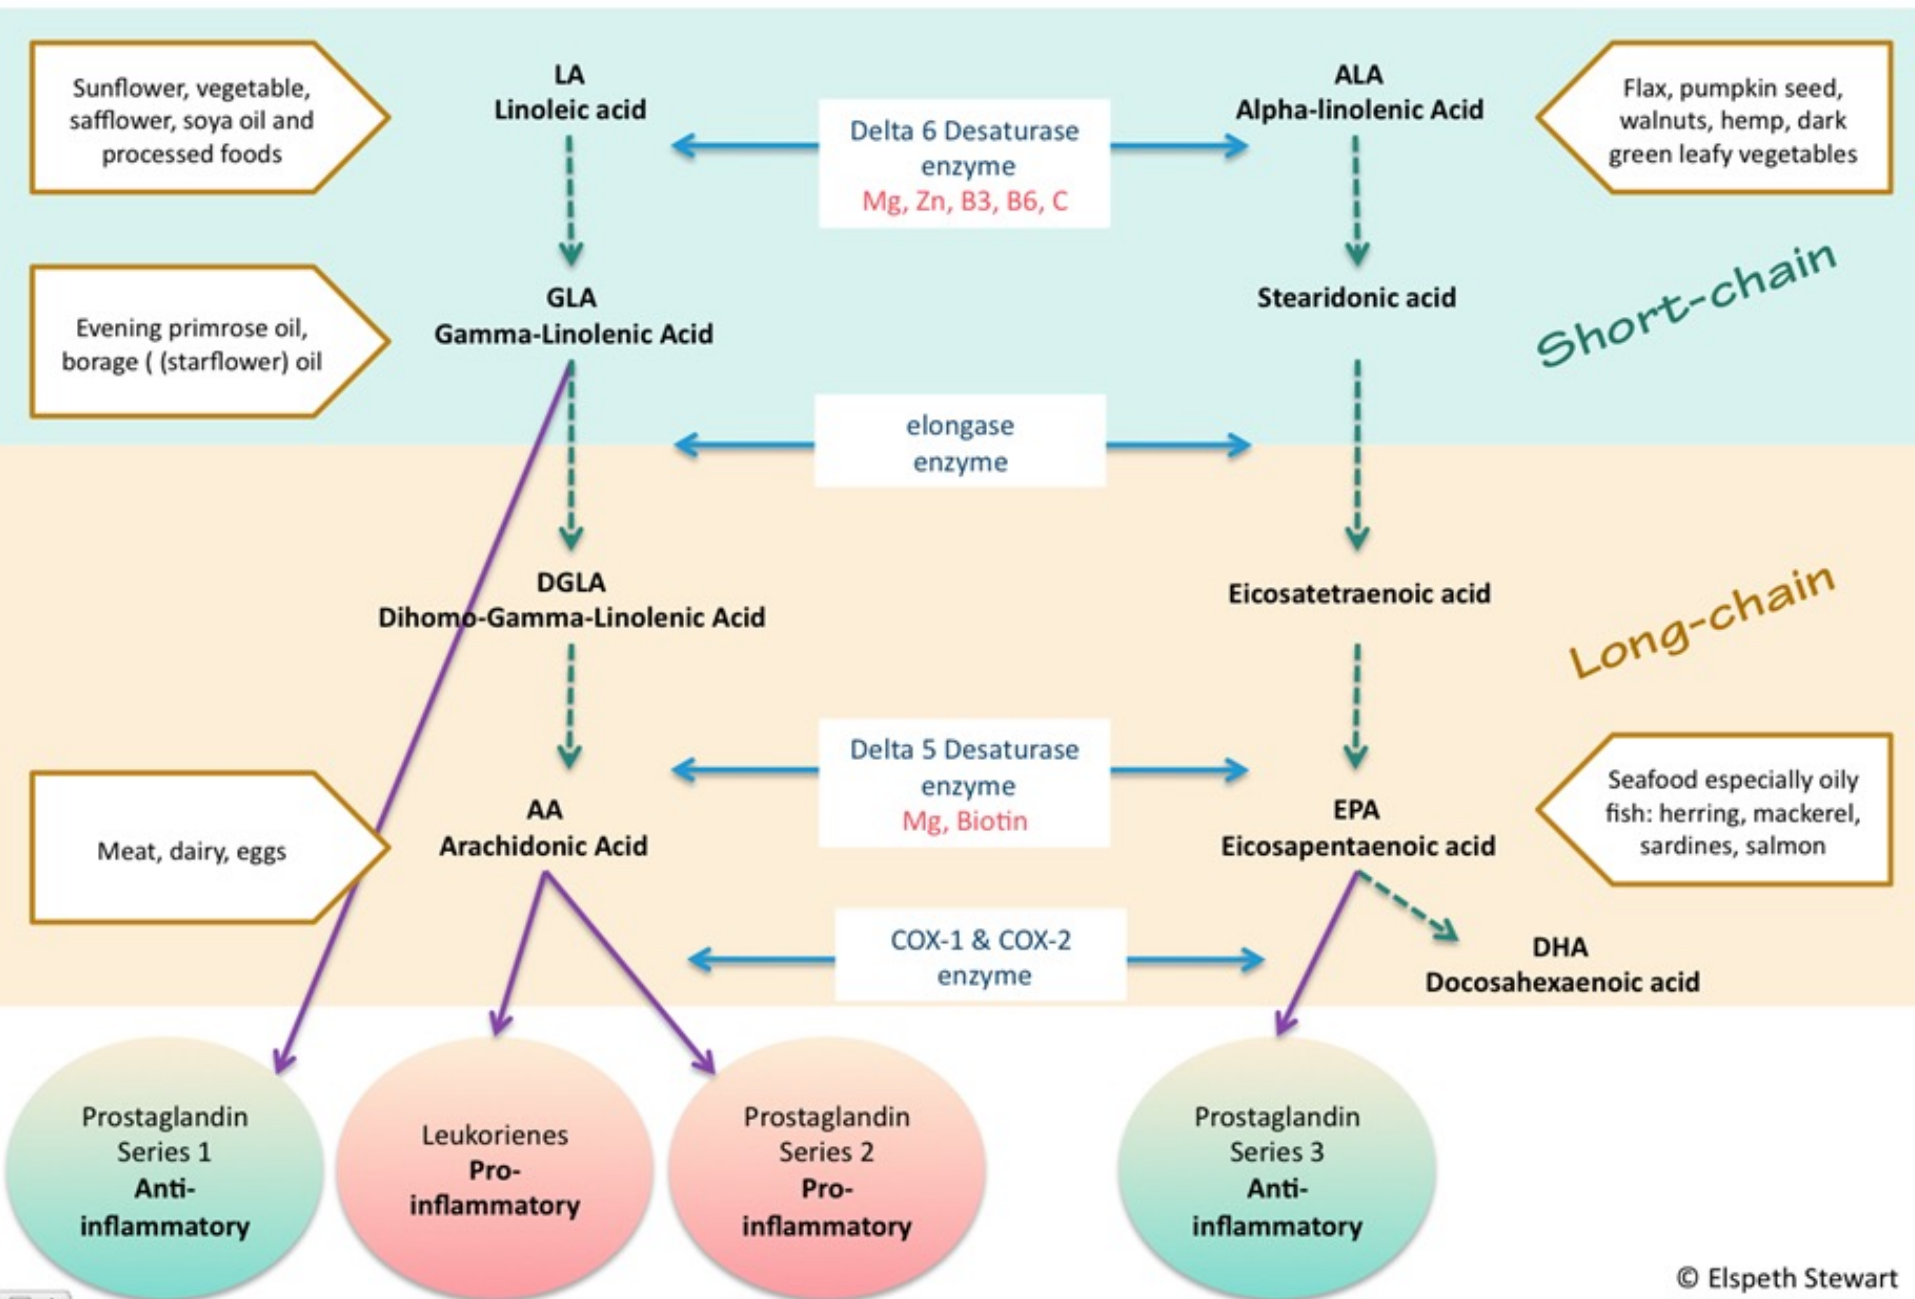 Sunflower, vegetable,
safflower, soya oil and
processed foods
LA
Linoleic acid
Delta 6 Desaturase
enzyme
Mg, Zn, B3, B6, C
ALA
Alpha-linolenic Acid
Flax, pumpkin seed,
walnuts, hemp, dark
green leafy vegetables
Evening primrose oil,
borage ( (starflower) oil
GLA
Gamma-Linolenic Acid
Stearidonic acid
Short-chain
elongase
enzyme
DGLA
Dihomo-Gamma-Linolenic Acid
Eicosatetraenoic acid
Long-chain
Meat, dairy, eggs
AA
Arachidonic Acid
Delta 5 Desaturase
enzyme
Mg, Biotin
EPA
Eicosapentaenoic acid
Seafood especially oily
fish: herring, mackerel,
sardines, salmon
COX-1 & COX-2
enzyme
DHA
Docosahexaenoic acid
Prostaglandin
Series 1
Anti-
inflammatory
Leukorienes
Pro-
inflammatory
Prostaglandin
Series 2
Pro-
inflammatory
Prostaglandin
Series 3
Anti-
inflammatory
© Elspeth Stewart